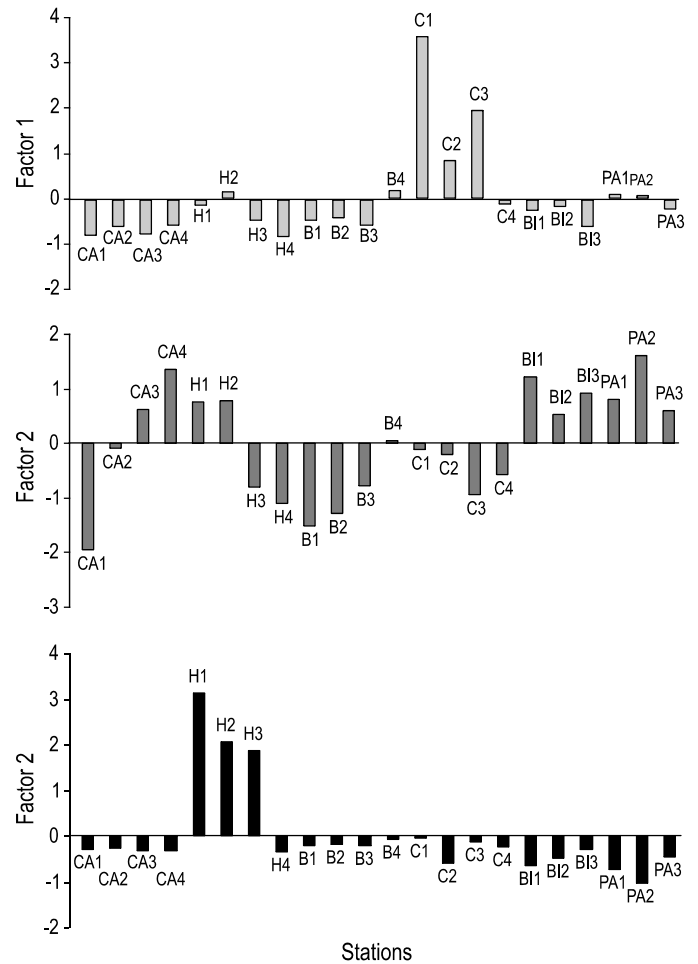 4
3
2
1
0
-1
-2
Factor 1
CA1
CA2
CA3
CA4
H1
H2
H3
H4
B1
B2
B3
B4
C1
C2
C3
C4
BI1
BI2
BI3
PA1
PA2
PA3
2
1
0
-1
-2
-3
Factor 2
CA1
CA2
CA3
CA4
H1
H2
H3
H4
B1
B2
B3
B4
C1
C2
C3
C4
BI1
BI2
BI3
PA1
PA2
PA3
4
3
2
1
0
-1
-2
Factor 2
CA1
CA2
CA3
CA4
H1
H2
H3
H4
B1
B2
B3
B4
C1
C2
C3
C4
BI1
BI2
BI3
PA1
PA2
PA3
Stations